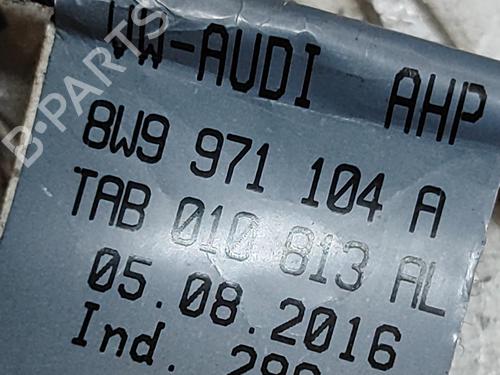 VW-AUDI AHP
8W9 971 104 A
TAB 010 813 AL
05.08.2016
Ind.
B-PARTS